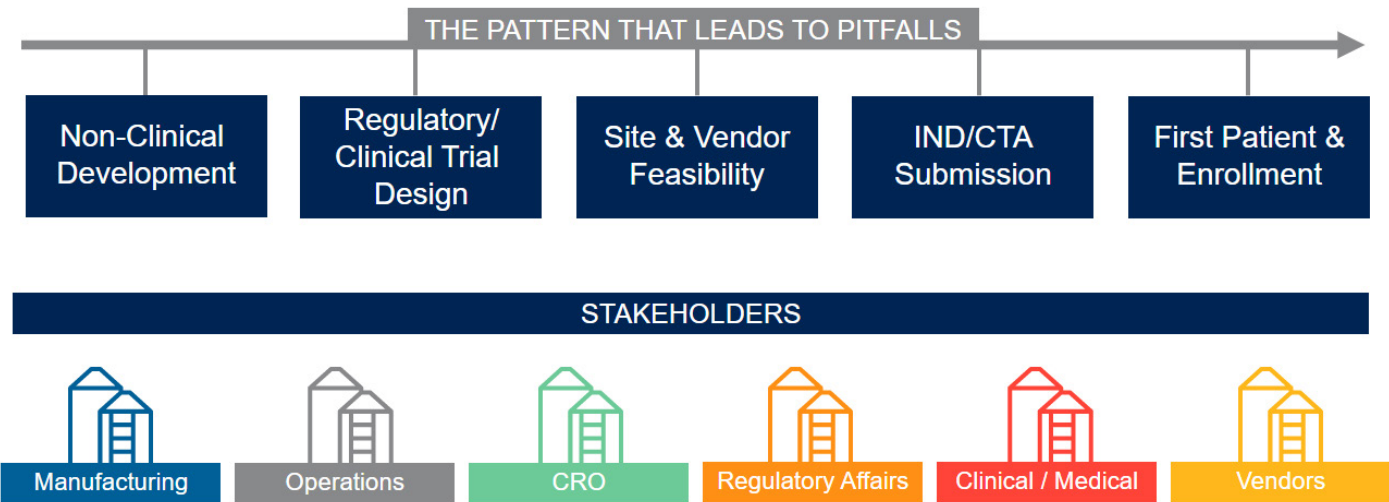 THE PATTERN THAT LEADS TO PITFALLS
Non-Clinical
Development
Regulatory/
Clinical Trial
Design
Site & Vendor
Feasibility
IND/CTA
Submission
First Patient &
Enrollment
STAKEHOLDERS
Manufacturing
Operations
CRO
Regulatory Affairs
Clinical / Medical
Vendors